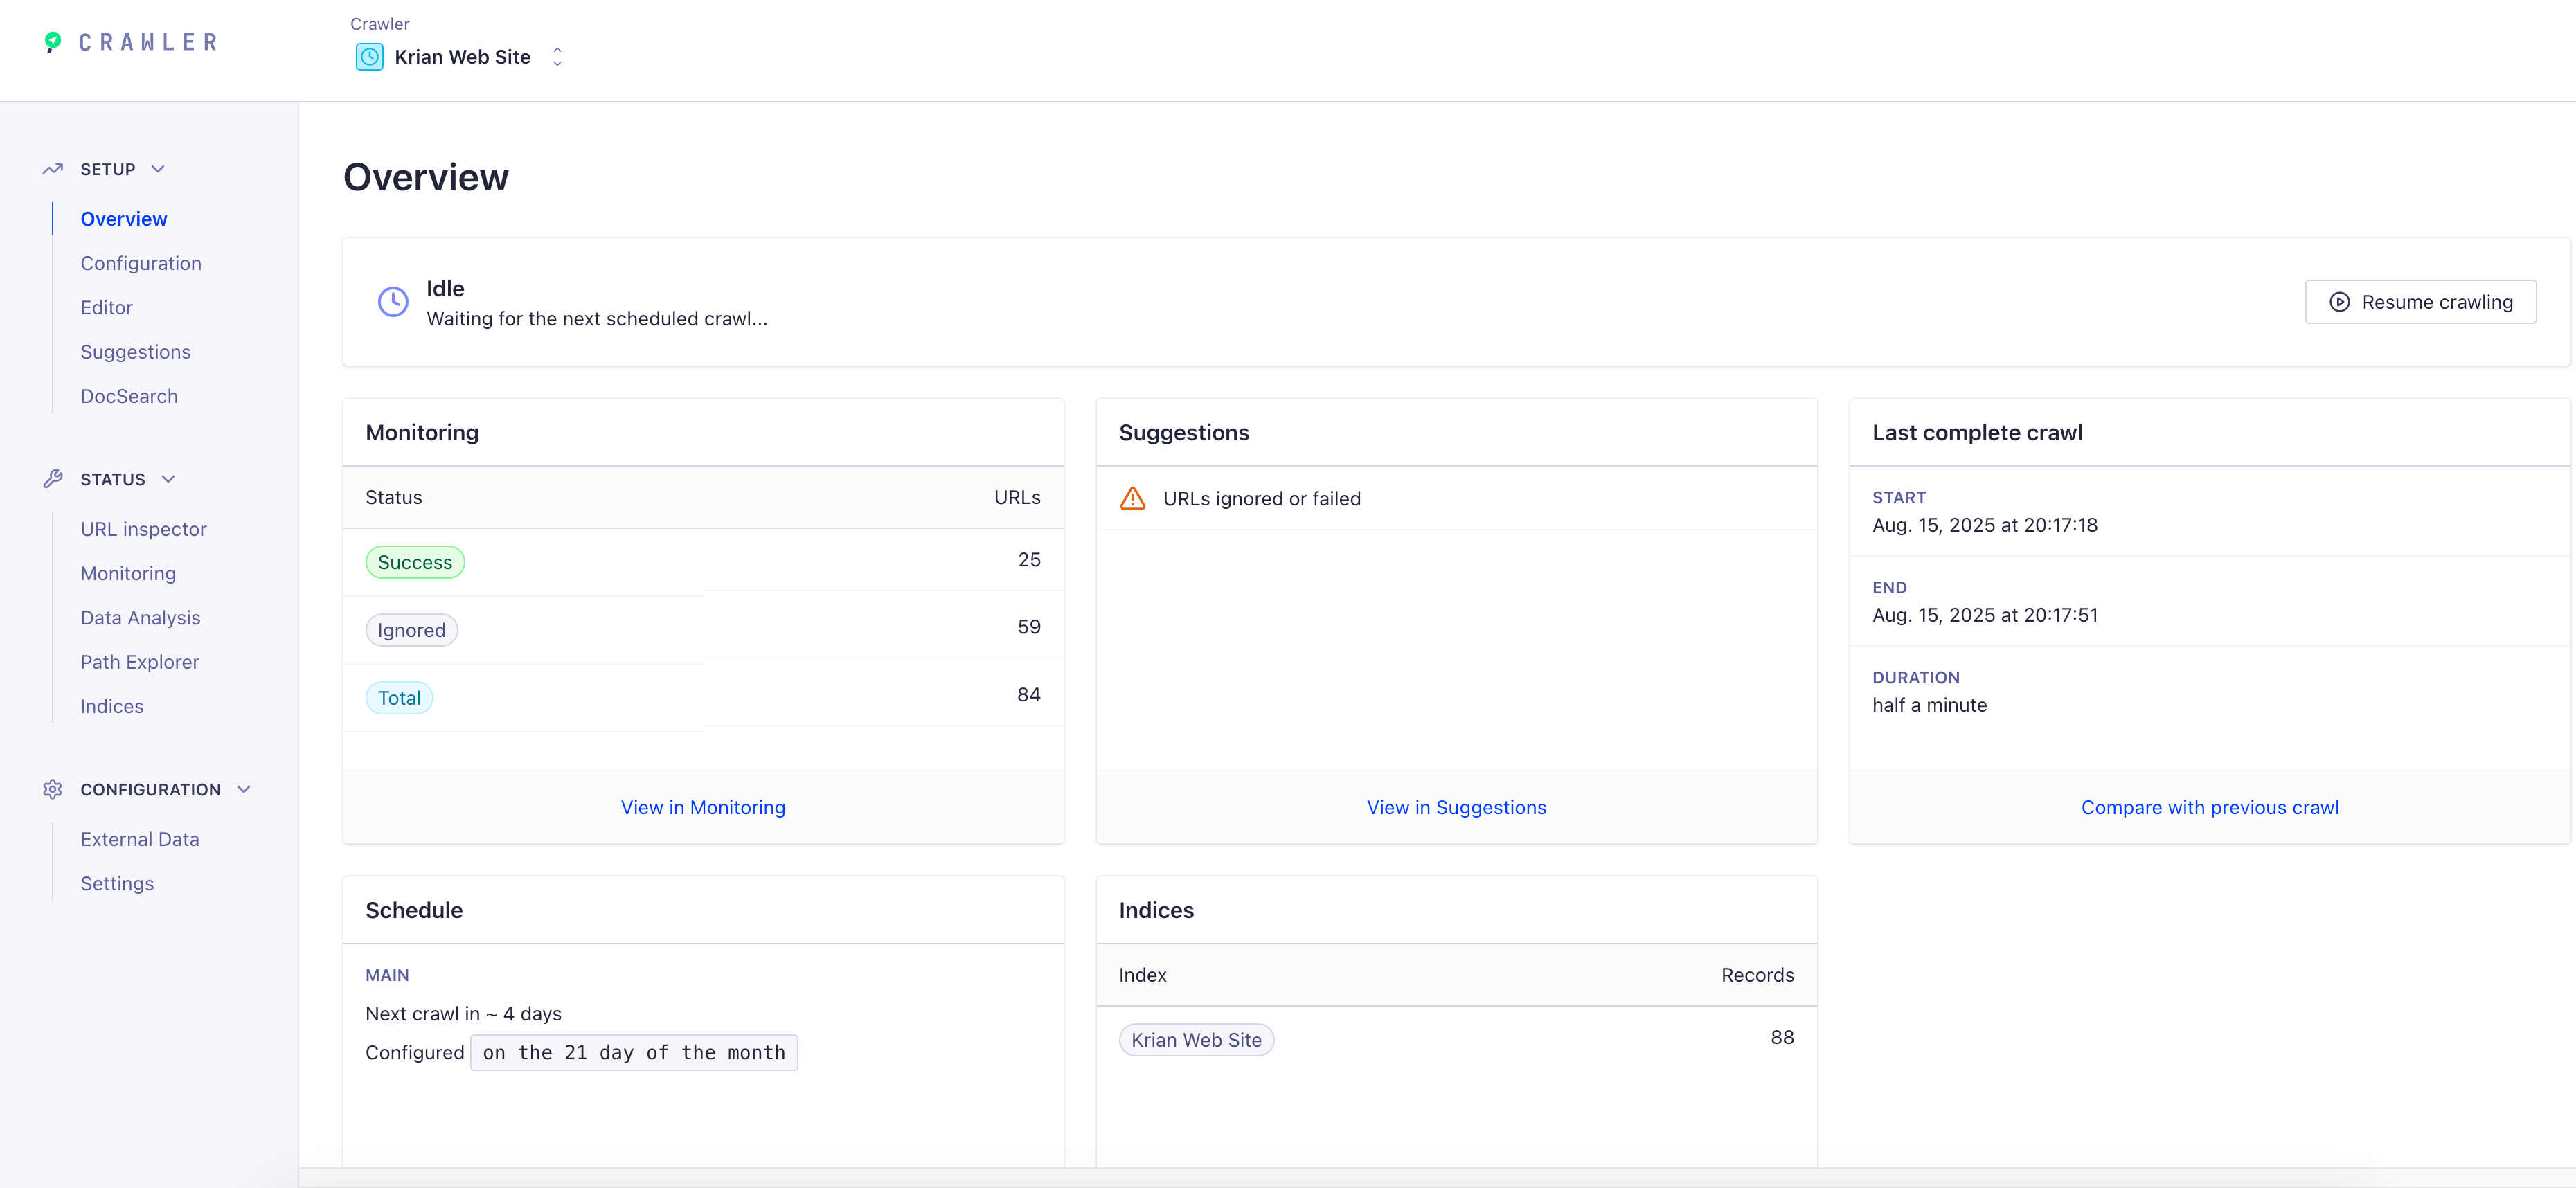 CRAWLER
Crawler
Krian Web Site
SETUP
Overview
Configuration
Editor
Suggestions
DocSearch
STATUS
URL inspector
Monitoring
Data Analysis
Path Explorer
Indices
CONFIGURATION
External Data
Settings
Overview
Idle
Waiting for the next scheduled crawl...
Resume crawling
Monitoring
Status URLs
Success 25
Ignored 59
Total 84
View in Monitoring
Suggestions
URLs ignored or failed
View in Suggestions
Last complete crawl
START
Aug. 15, 2025 at 20:17:18
END
Aug. 15, 2025 at 20:17:51
DURATION
half a minute
Compare with previous crawl
Schedule
MAIN
Next crawl in ~ 4 days
Configured on the 21 day of the month
Indices
Index Records
Krian Web Site 88